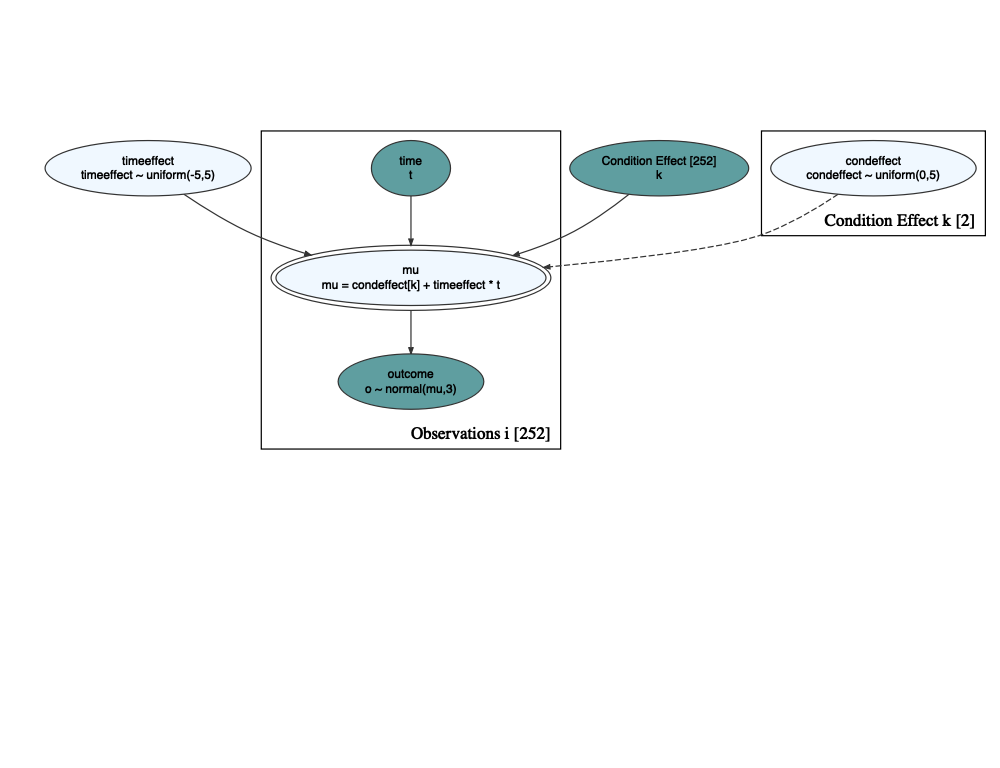 timeeffect
timeeffect ~ uniform(-5,5)
time
t
Condition Effect [252]
k
condeffect
condeffect ~ uniform(0,5)
Condition Effect k [2]
mu
mu = condeffect[k] + timeeffect * t
outcome
o ~ normal(mu,3)
Observations i [252]